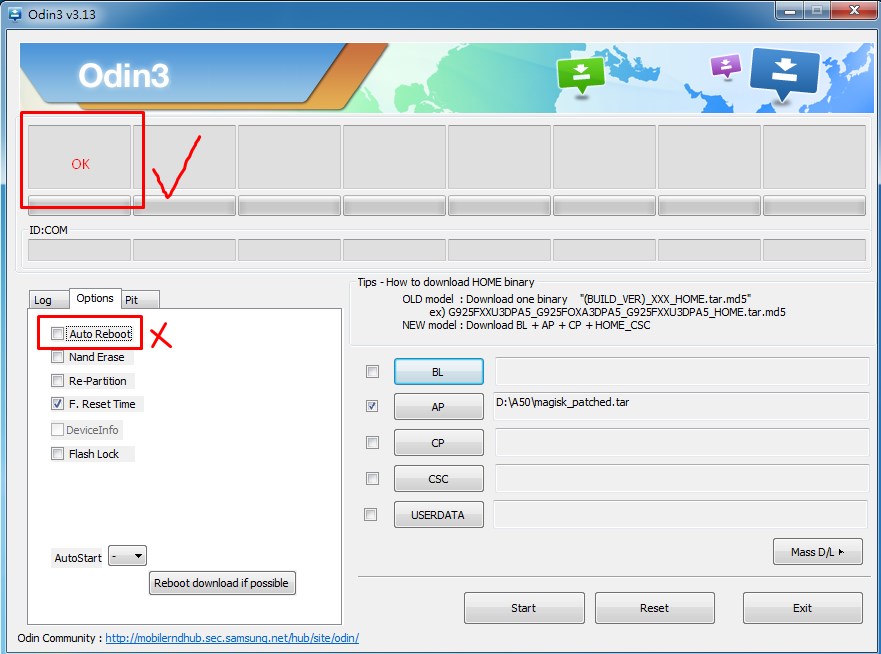 Odin3 v3.13
Odin3
OK
ID:COM
Log
Options
Pit
Auto Reboot
Nand Erase
Re-Partition
F. Reset Time
DeviceInfo
Flash Lock
AutoStart -
Reboot download if possible
Tips - How to download HOME binary
OLD model : Download one binary "(BUILD_VER)_XXX_HOME.tar.md5"
ex) G925FXXU3DPA5_G925FOXA3DPA5_G925FXXU3DPA5_HOME.tar.md5
NEW model : Download BL + AP + CP + HOME_CSC
BL
AP D:\A50\magisk_patched.tar
CP
CSC
USERDATA
Mass D/L
Start Reset Exit
Odin Community : http://mobilerndhub.sec.samsung.net/hub/site/odin/